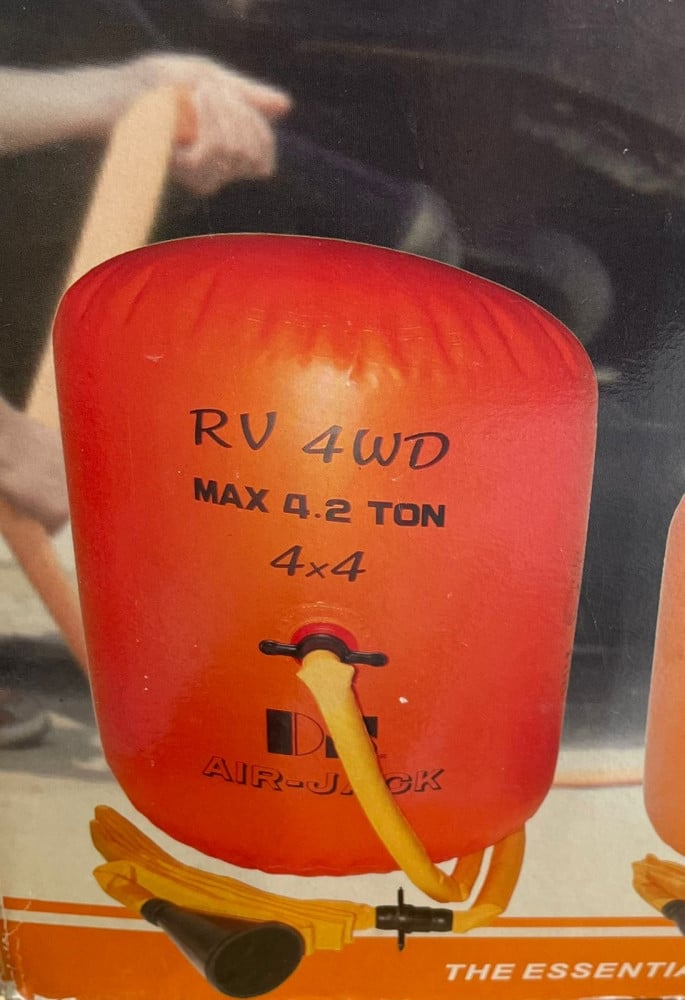 RV 4WD
MAX 4.2 TON
4x4
AIR-JACK
THE ESSENTIA